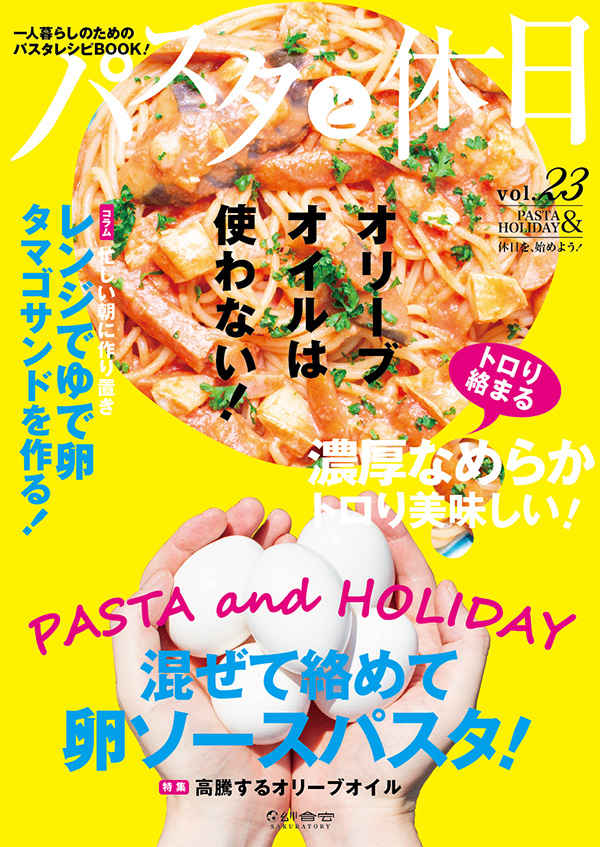 一人暮らしのための
パスタレシピBOOK!
パスタと休日
vol.23
PASTA
HOLIDAY &
休日を、始めよう!
オリーブ
オイルは
使わない!
コラム 忙しい朝に作り置き
レンジでゆで卵
タマゴサンドを作る!
トロり
絡まる
濃厚なめらか
トロり美味しい!
PASTA and HOLIDAY
混ぜて絡めて
卵ソースパスタ!
特集 高騰するオリーブオイル
SAKURATORY